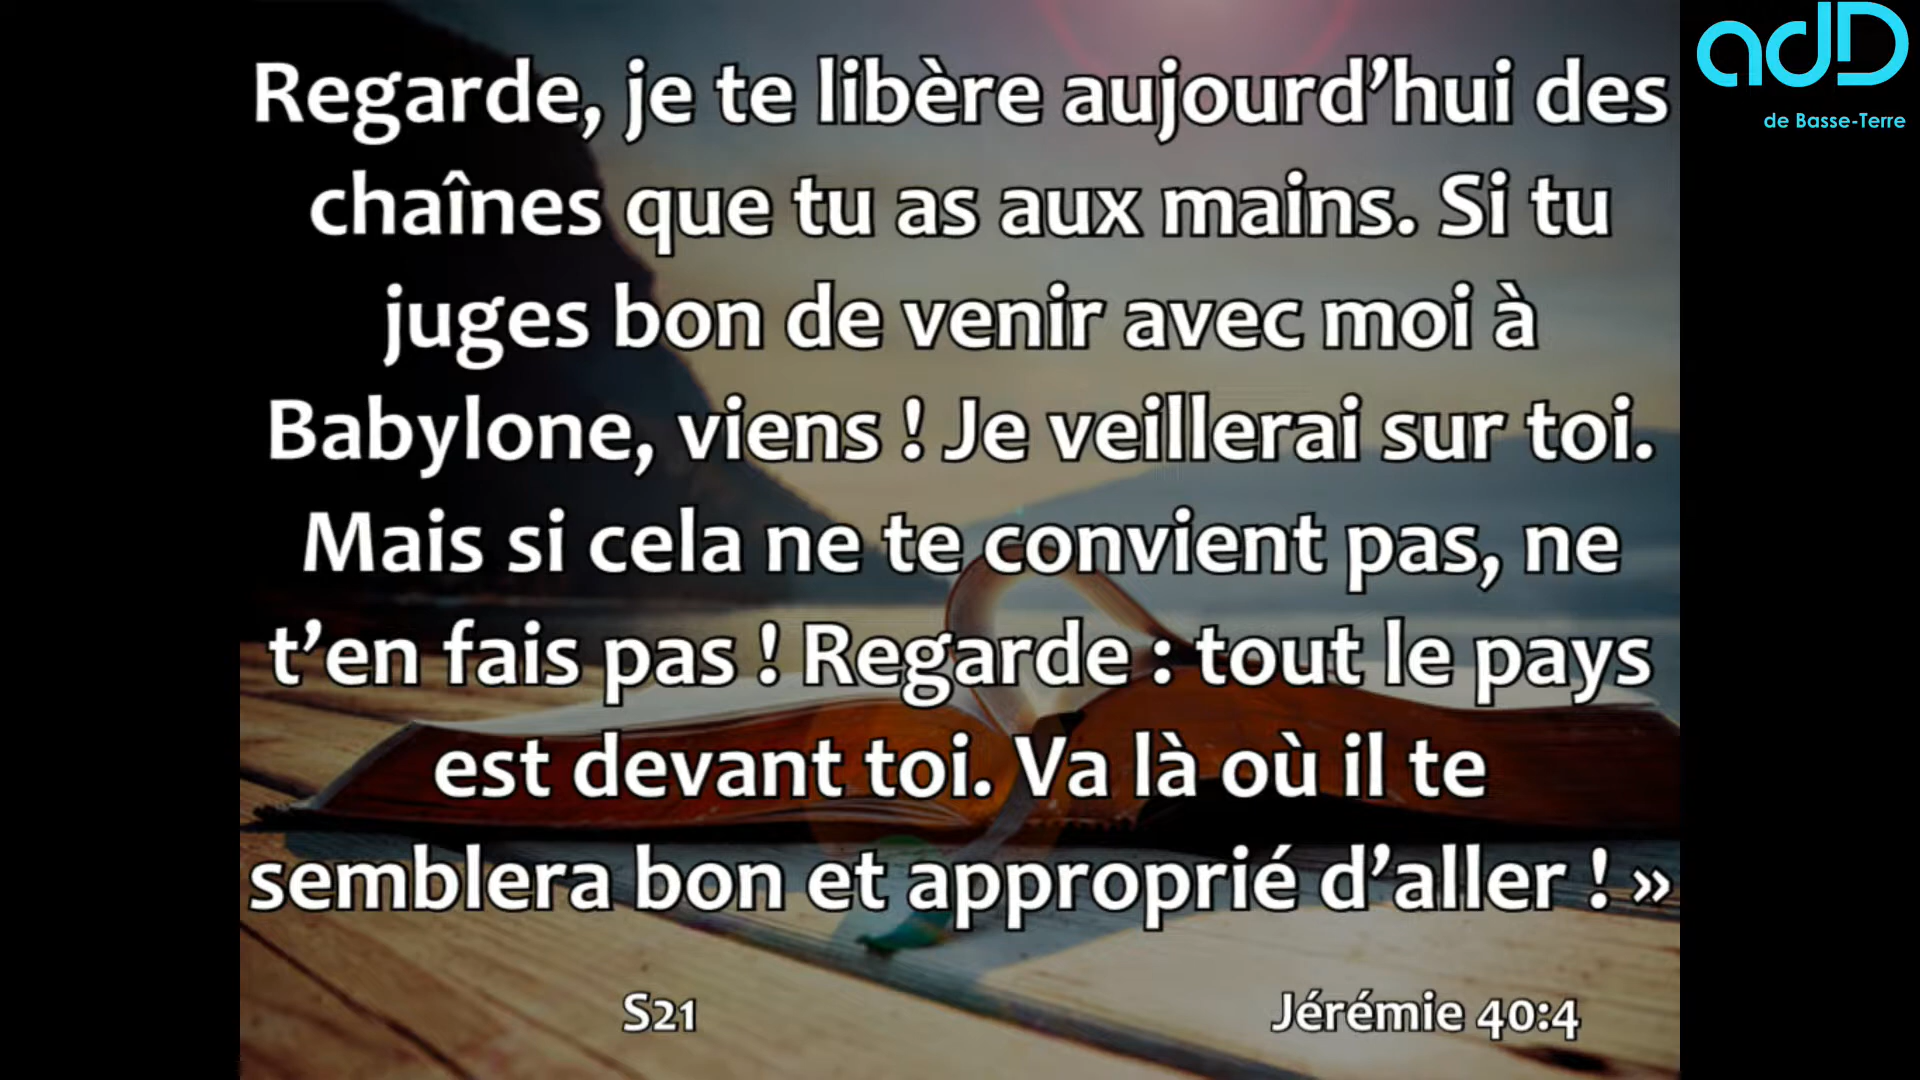 Regarde, je te libère aujourd’hui des
chaînes que tu as aux mains. Si tu
juges bon de venir avec moi à
Babylone, viens ! Je veillerai sur toi.
Mais si cela ne te convient pas, ne
t’en fais pas ! Regarde : tout le pays
est devant toi. Va là où il te
semblera bon et approprié d’aller ! »
S21
Jérémie 40:4
adD
de Basse-Terre